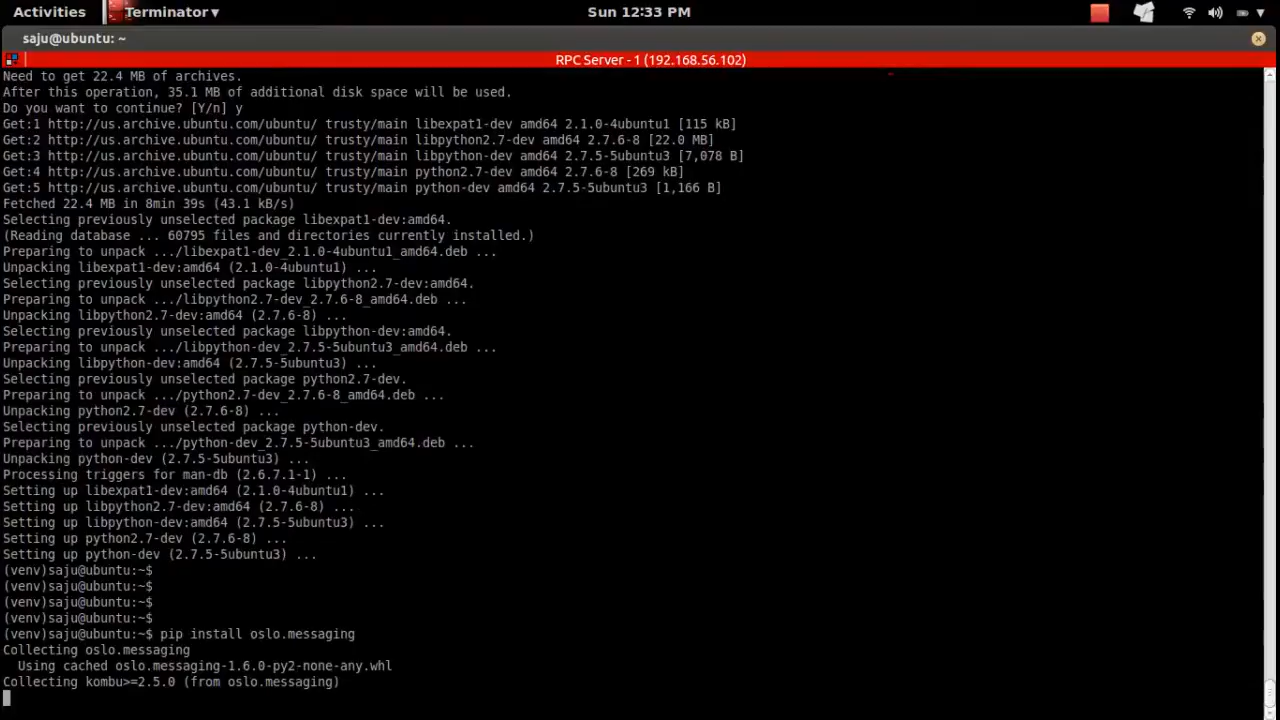 Activities
Terminator
Sun 12:33 PM
saju@ubuntu: ~
RPC Server - 1 (192.168.56.102)
Need to get 22.4 MB of archives.
After this operation, 35.1 MB of additional disk space will be used.
Do you want to continue? [Y/n] y
Get:1 http://us.archive.ubuntu.com/ubuntu/ trusty/main libexpat1-dev amd64 2.1.0-4ubuntu1 [115 kB]
Get:2 http://us.archive.ubuntu.com/ubuntu/ trusty/main libpython2.7-dev amd64 2.7.6-8 [22.0 MB]
Get:3 http://us.archive.ubuntu.com/ubuntu/ trusty/main libpython-dev amd64 2.7.5-5ubuntu3 [7,078 B]
Get:4 http://us.archive.ubuntu.com/ubuntu/ trusty/main python2.7-dev amd64 2.7.6-8 [269 kB]
Get:5 http://us.archive.ubuntu.com/ubuntu/ trusty/main python-dev amd64 2.7.5-5ubuntu3 [1,166 B]
Fetched 22.4 MB in 8min 39s (43.1 kB/s)
Selecting previously unselected package libexpat1-dev:amd64.
(Reading database ... 60795 files and directories currently installed.)
Preparing to unpack .../libexpat1-dev_2.1.0-4ubuntu1_amd64.deb ...
Unpacking libexpat1-dev:amd64 (2.1.0-4ubuntu1) ...
Selecting previously unselected package libpython2.7-dev:amd64.
Preparing to unpack .../libpython2.7-dev_2.7.6-8_amd64.deb ...
Unpacking libpython2.7-dev:amd64 (2.7.6-8) ...
Selecting previously unselected package libpython-dev:amd64.
Preparing to unpack .../libpython-dev_2.7.5-5ubuntu3_amd64.deb ...
Unpacking libpython-dev:amd64 (2.7.5-5ubuntu3) ...
Selecting previously unselected package python2.7-dev.
Preparing to unpack .../python2.7-dev_2.7.6-8_amd64.deb ...
Unpacking python2.7-dev (2.7.6-8) ...
Selecting previously unselected package python-dev.
Preparing to unpack .../python-dev_2.7.5-5ubuntu3_amd64.deb ...
Unpacking python-dev (2.7.5-5ubuntu3) ...
Processing triggers for man-db (2.6.7.1-1) ...
Setting up libexpat1-dev:amd64 (2.1.0-4ubuntu1) ...
Setting up libpython2.7-dev:amd64 (2.7.6-8) ...
Setting up libpython-dev:amd64 (2.7.5-5ubuntu3) ...
Setting up python2.7-dev (2.7.6-8) ...
Setting up python-dev (2.7.5-5ubuntu3) ...
(venv)saju@ubuntu:~$
(venv)saju@ubuntu:~$
(venv)saju@ubuntu:~$
(venv)saju@ubuntu:~$
(venv)saju@ubuntu:~$ pip install oslo.messaging
Collecting oslo.messaging
Using cached oslo.messaging-1.6.0-py2-none-any.whl
Collecting kombu>=2.5.0 (from oslo.messaging)